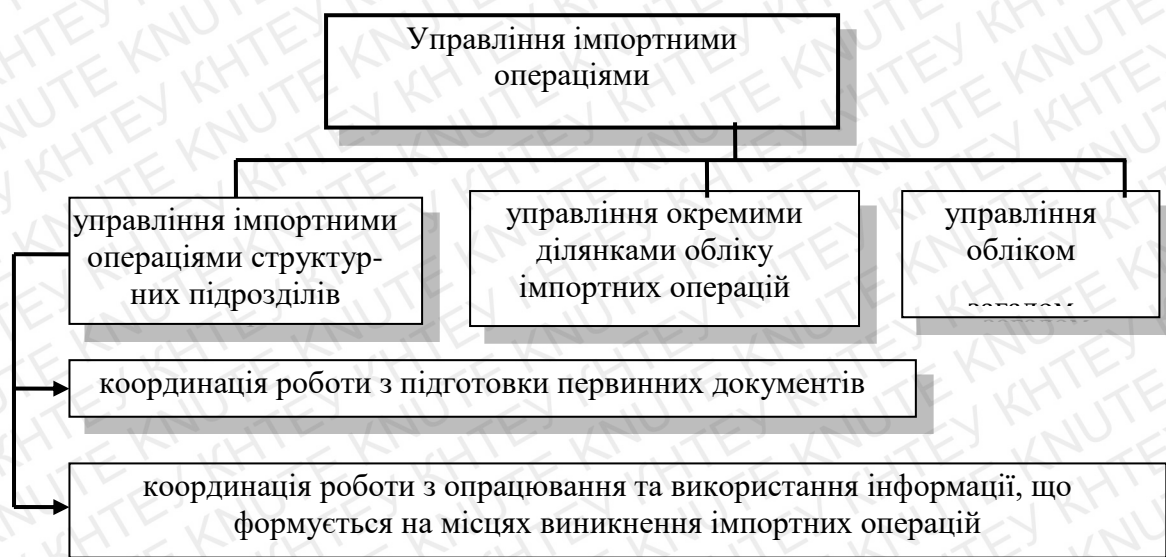 Управління імпортними
операціями
управління імпортними
операціями структур-
них підрозділів
управління окремими
ділянками обліку
імпортних операцій
управління
обліком
координація роботи з підготовки первинних документів
координація роботи з опрацювання та використання інформації, що
формується на місцях виникнення імпортних операцій